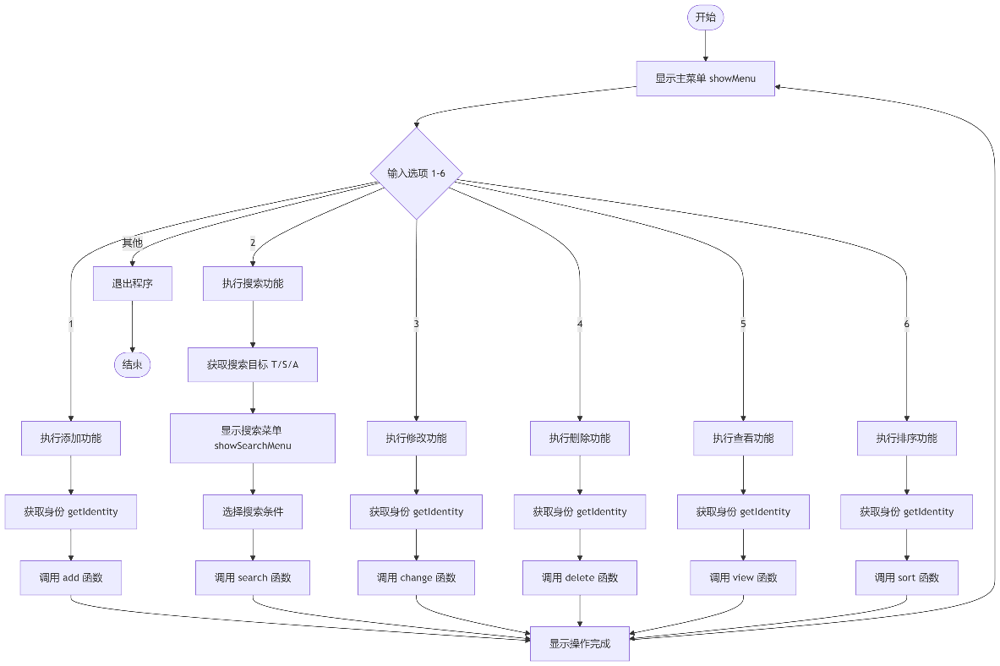 开始
显示主菜单 showMenu
输入选项 1-6
其他
2
退出程序
执行搜索功能
1
3
4
5
6
获取搜索目标 T/S/A
结束
显示搜索菜单
showSearchMenu
执行添加功能
执行修改功能
执行删除功能
执行查看功能
执行排序功能
获取身份 getIdentity
选择搜索条件
获取身份 getIdentity
获取身份 getIdentity
获取身份 getIdentity
获取身份 getIdentity
调用 add 函数
调用 search 函数
调用 change 函数
调用 delete 函数
调用 view 函数
调用 sort 函数
显示操作完成